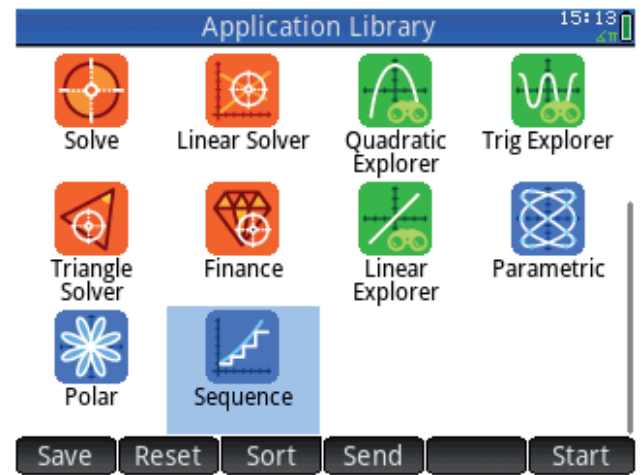 Application Library
15:13
∡π
Solve
Linear Solver
Quadratic
Explorer
Trig Explorer
Triangle
Solver
Finance
Linear
Explorer
Parametric
Polar
Sequence
Save Reset Sort Send Start